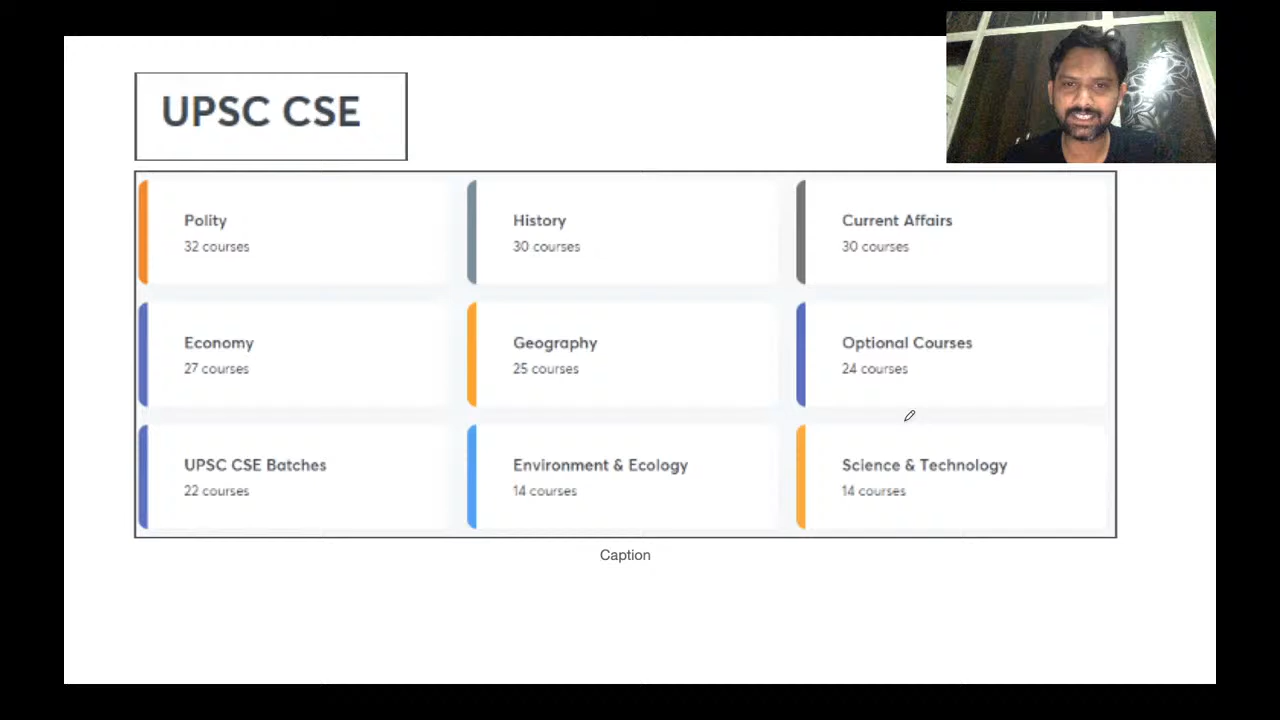 UPSC CSE
Polity
32 courses
History
30 courses
Current Affairs
30 courses
Economy
27 courses
Geography
25 courses
Optional Courses
24 courses
UPSC CSE Batches
22 courses
Environment & Ecology
14 courses
Science & Technology
14 courses
Caption